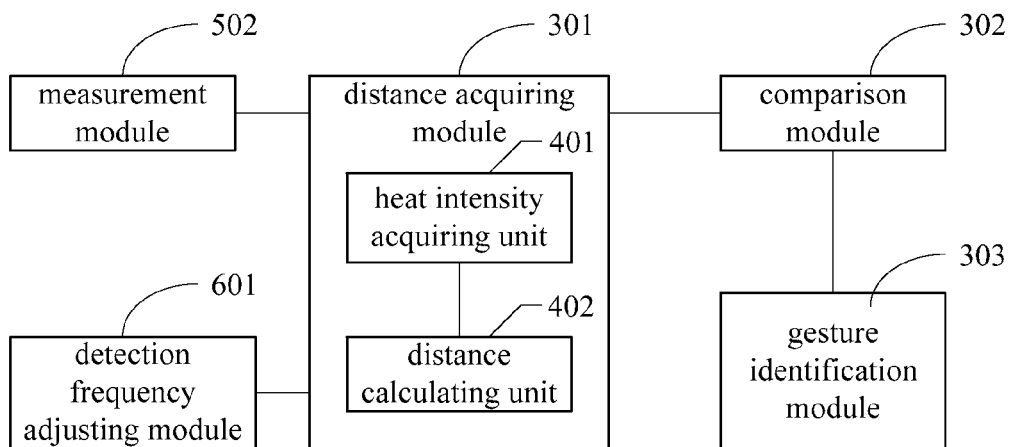 502
301
302
measurement
module
distance acquiring
module
comparison
module
401
heat intensity
acquiring unit
601
402
303
detection
frequency
adjusting module
distance
calculating unit
gesture
identification
module